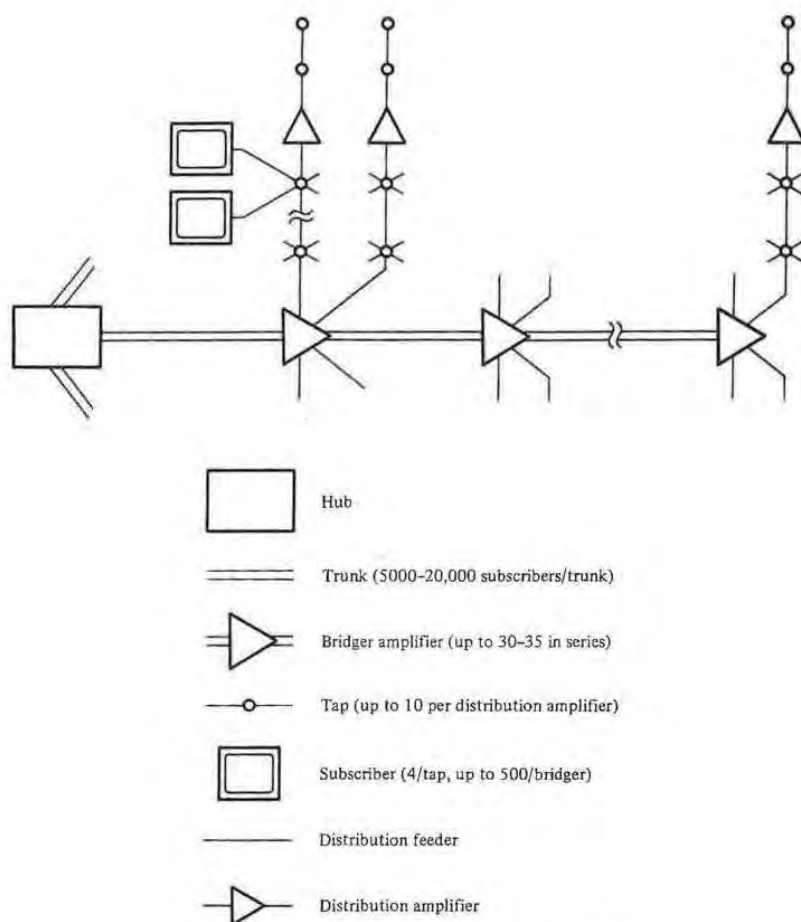 Hub
Trunk (5000–20,000 subscribers/trunk)
Bridger amplifier (up to 30–35 in series)
Tap (up to 10 per distribution amplifier)
Subscriber (4/tap, up to 500/bridger)
Distribution feeder
Distribution amplifier